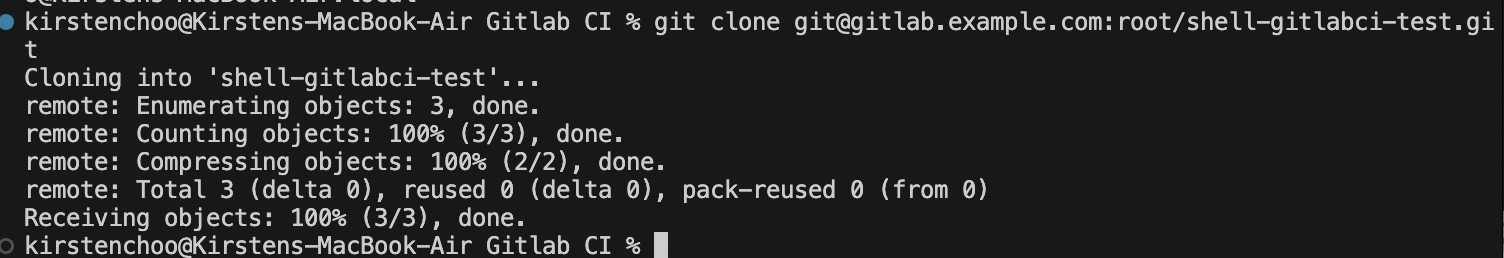 kirstenchoo@Kirstens-MacBook-Air Gitlab CI % git clone git@gitlab.example.com:root/shell-gitlabci-test.gi
t
Cloning into 'shell-gitlabci-test'...
remote: Enumerating objects: 3, done.
remote: Counting objects: 100% (3/3), done.
remote: Compressing objects: 100% (2/2), done.
remote: Total 3 (delta 0), reused 0 (delta 0), pack-reused 0 (from 0)
Receiving objects: 100% (3/3), done.
kirstenchoo@Kirstens-MacBook-Air Gitlab CI %